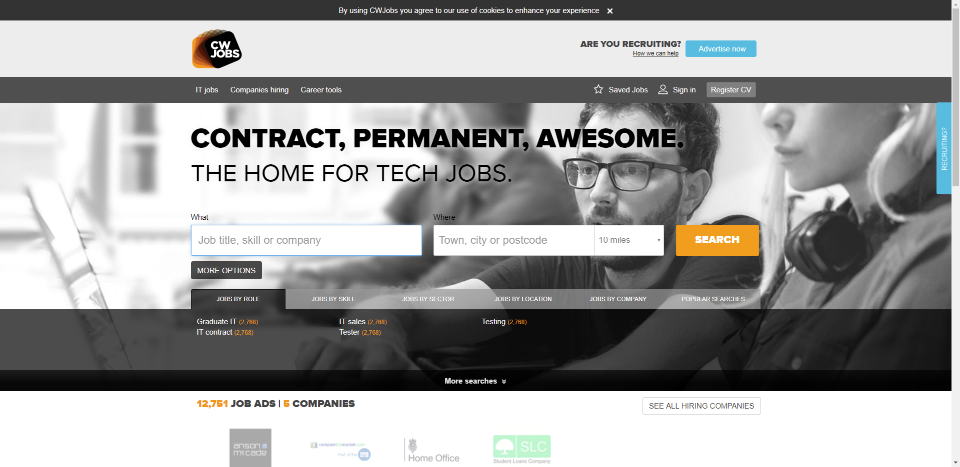 By using CWJobs you agree to our use of cookies to enhance your experience ×
CW JOBS
ARE YOU RECRUITING?
How we can help
Advertise now
IT jobs Companies hiring Career tools
Saved Jobs Sign in Register CV
RECRUITING?
CONTRACT, PERMANENT, AWESOME.
THE HOME FOR TECH JOBS.
What Where
Job title, skill or company Town, city or postcode 10 miles SEARCH
MORE OPTIONS
JOBS BY ROLE JOBS BY SKILL JOBS BY SECTOR JOBS BY LOCATION JOBS BY COMPANY POPULAR SEARCHES
Graduate IT (2,768) IT sales (2,768) Testing (2,768)
IT contract (2,768) Tester (2,768)
More searches
12,751 JOB ADS | 5 COMPANIES
SEE ALL HIRING COMPANIES
anson mccade
Home Office
SLC
Student Loans Company